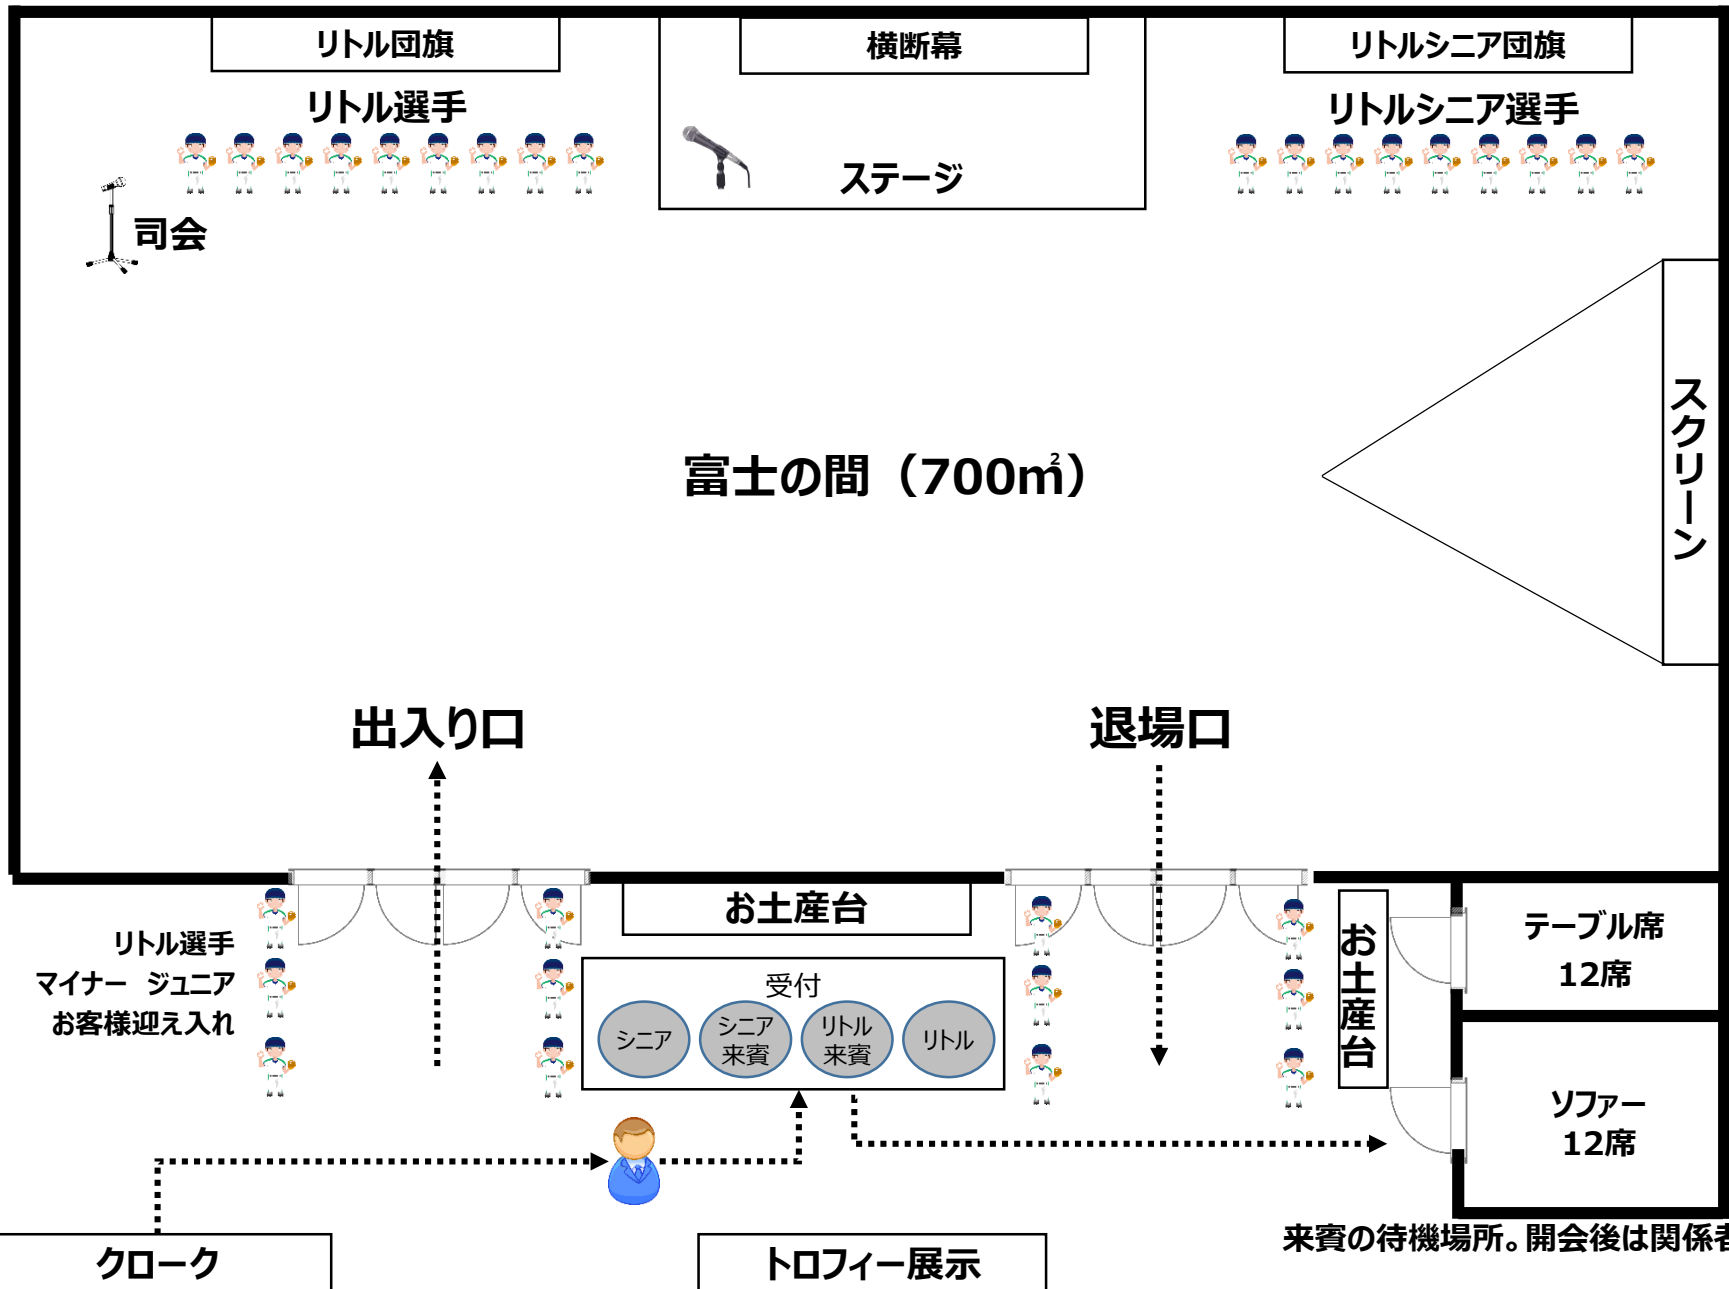 リトル団旗
横断幕
リトルシニア団旗
リトル選手
リトルシニア選手
ステージ
司会
スクリーン
富士の間（700㎡）
出入り口
退場口
お土産台
リトル選手
マイナー　ジュニア
お客様迎え入れ
受付
シニア
シニア
来賓
リトル
来賓
リトル
お土産台
テーブル席
12席
ソファー
12席
来賓の待機場所。開会後は関係者
クローク
トロフィー展示